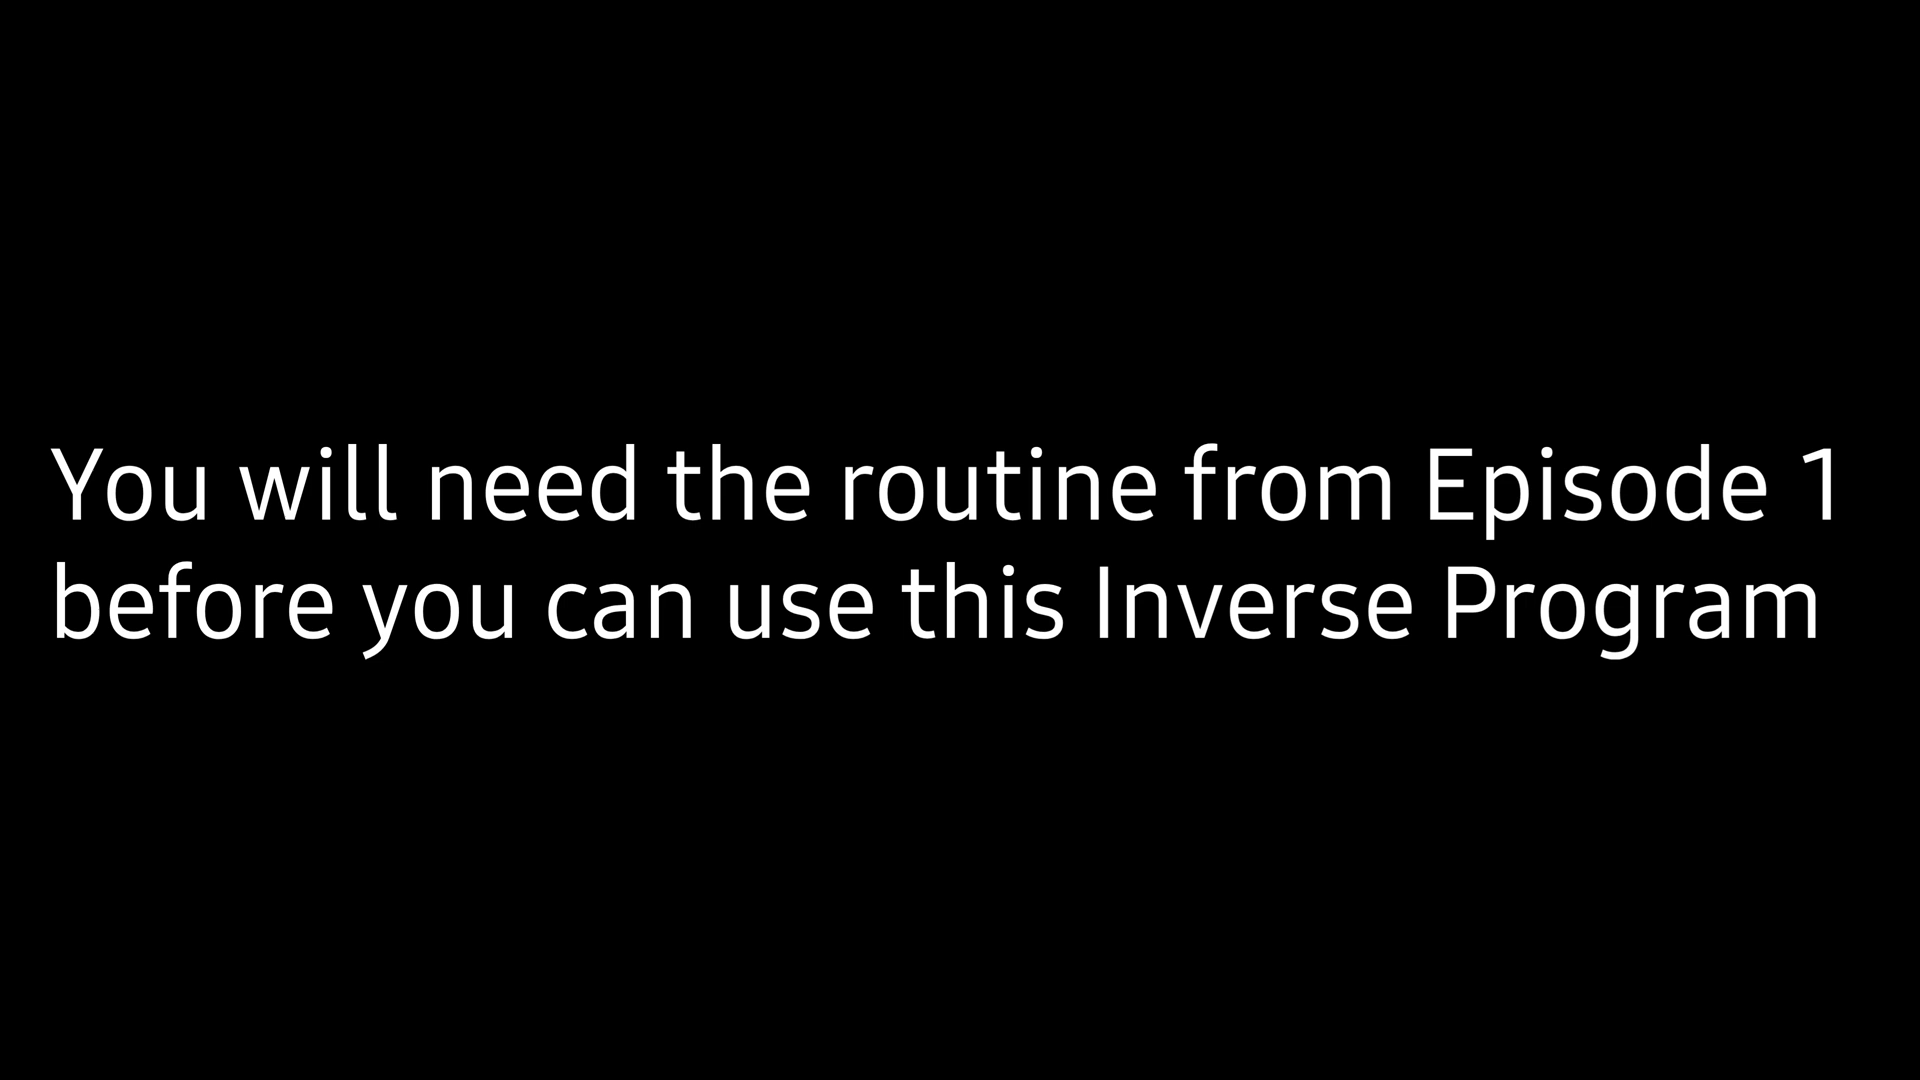 You will need the routine from Episode 1
before you can use this Inverse Program